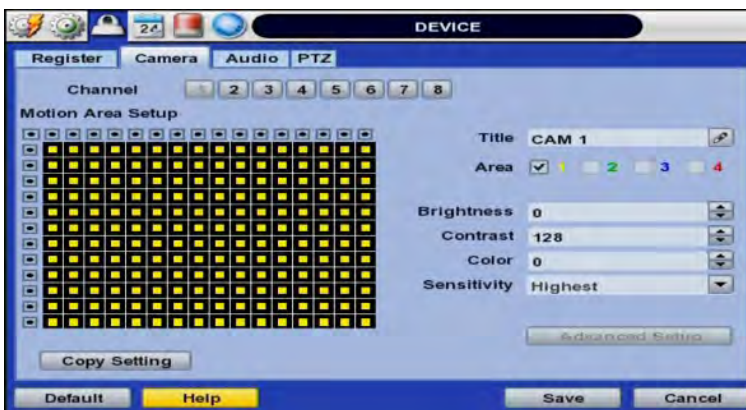 24
DEVICE
Register Camera Audio PTZ
Channel 1 2 3 4 5 6 7 8
Motion Area Setup
Title CAM 1
Area 1 2 3 4
Brightness 0
Contrast 128
Color 0
Sensitivity Highest
Advanced Setup
Copy Setting
Default Help Save Cancel